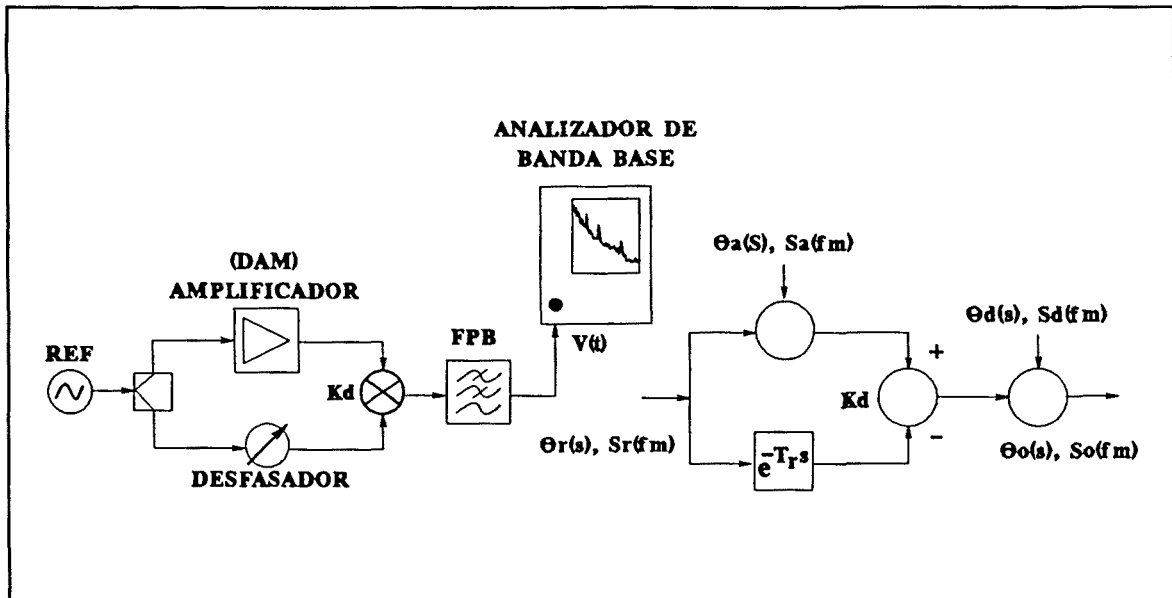 ANALIZADOR DE
BANDA BASE
(DAM)
AMPLIFICADOR
REF
Kd
FPB
V(t)
DESFASADOR
Θa(S), Sa(fm)
Θr(s), Sr(fm)
e^-Tr s
Kd
+
-
Θd(s), Sd(fm)
Θo(s), So(fm)